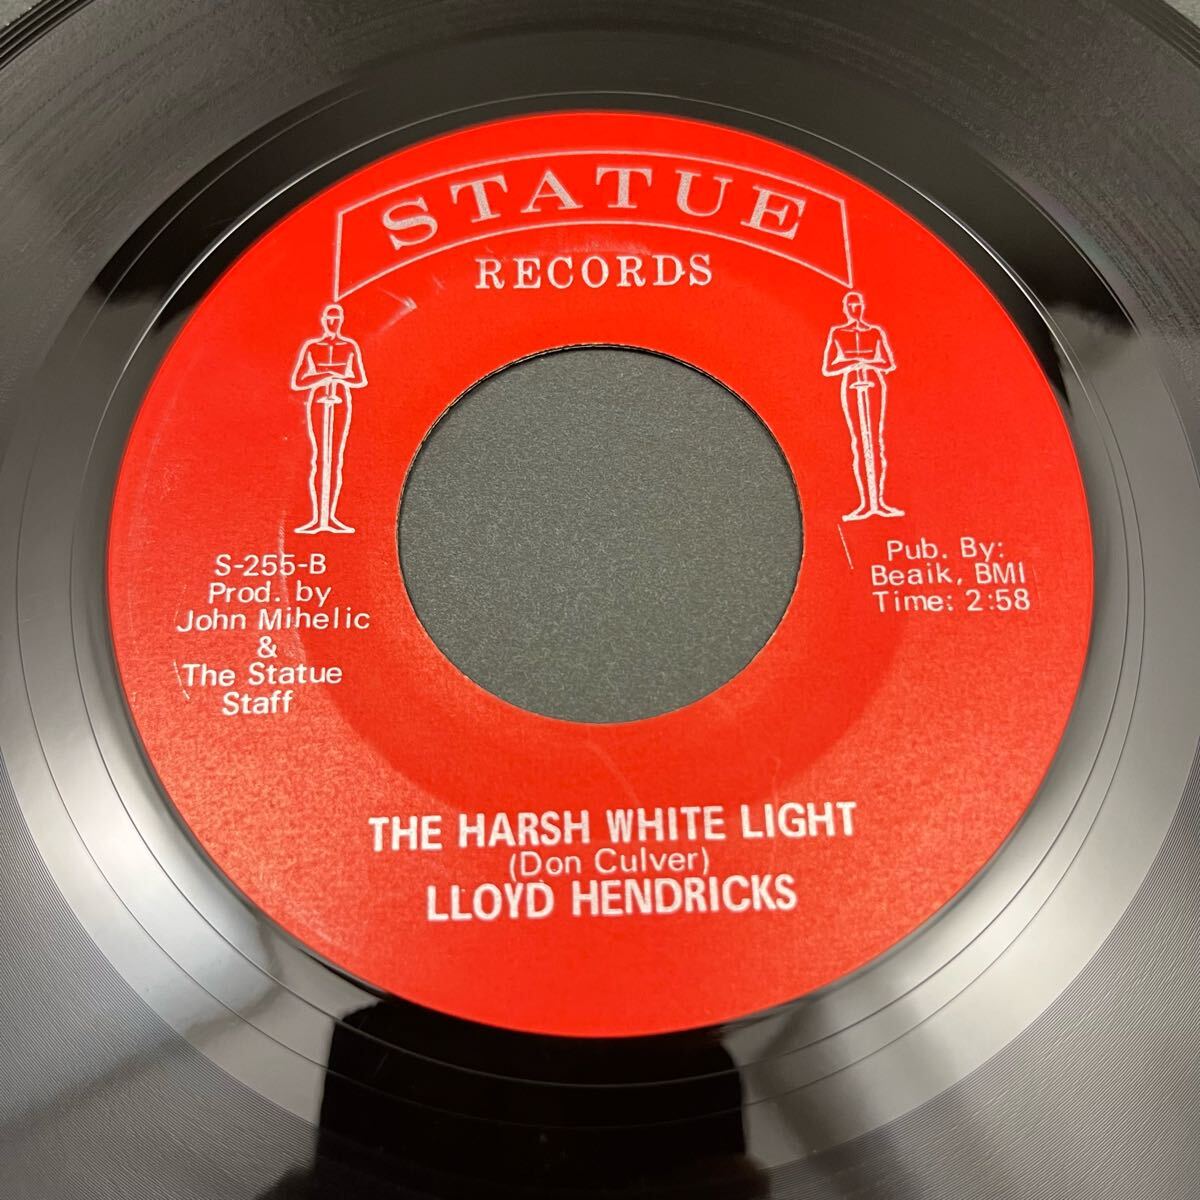 STATUE
RECORDS
S-255-B
Prod. by
John Mihelic
&
The Statue
Staff
Pub. By:
Beaik, BMI
Time: 2:58
THE HARSH WHITE LIGHT
(Don Culver)
LLOYD HENDRICKS